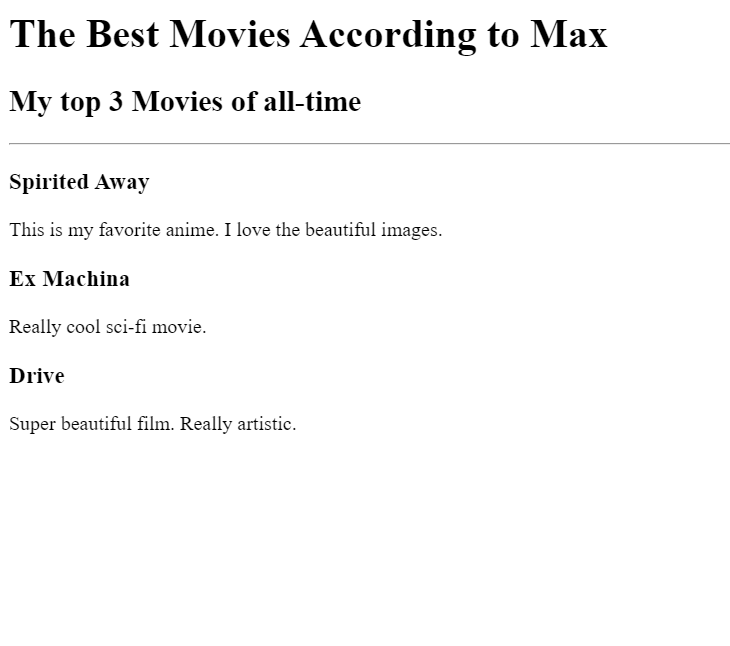 The Best Movies According to Max
My top 3 Movies of all-time
Spirited Away
This is my favorite anime. I love the beautiful images.
Ex Machina
Really cool sci-fi movie.
Drive
Super beautiful film. Really artistic.